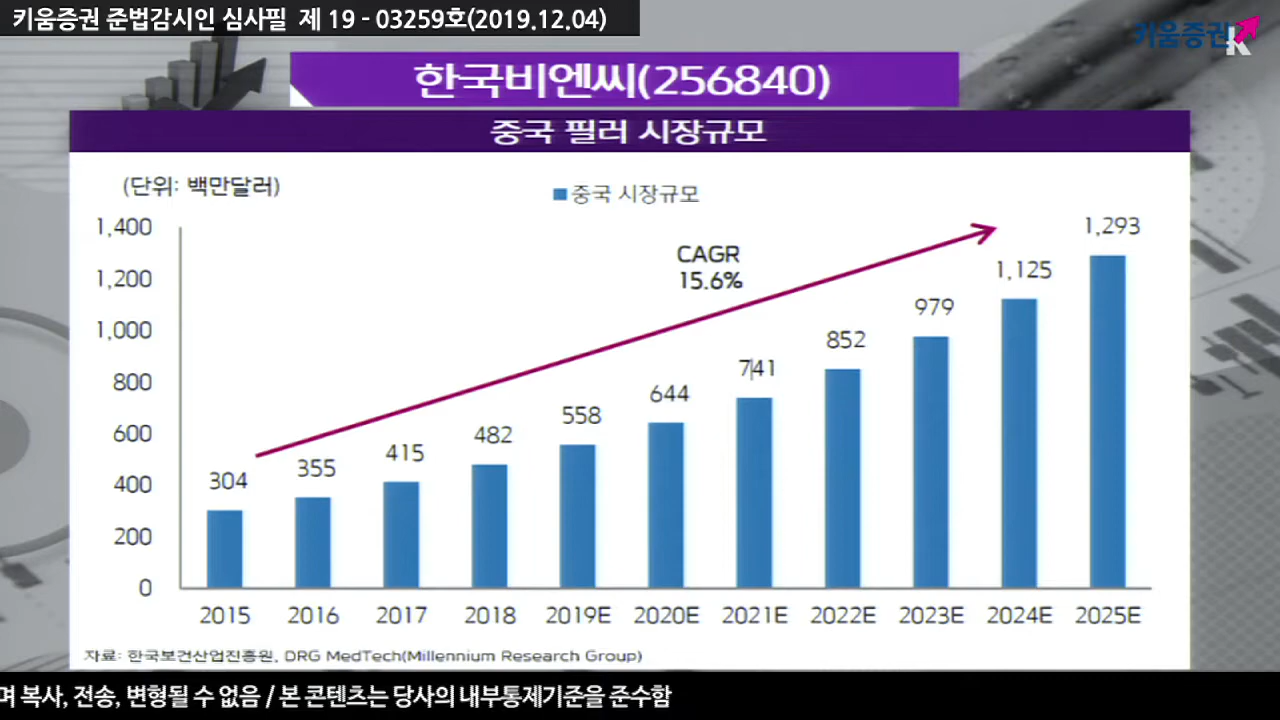 키움증권 준법감시인 심사필 제 19 - 03259호(2019.12.04)
키움증권
한국비엔씨(256840)
중국 필러 시장규모
(단위: 백만달러)
중국 시장규모
CAGR
15.6%
1,400
1,200
1,000
800
600
400
200
0
304
355
415
482
558
644
741
852
979
1,125
1,293
2015 2016 2017 2018 2019E 2020E 2021E 2022E 2023E 2024E 2025E
자료: 한국보건산업진흥원, DRG MedTech(Millennium Research Group)
며 복사, 전송, 변형될 수 없음 / 본 콘텐츠는 당사의 내부통제기준을 준수함